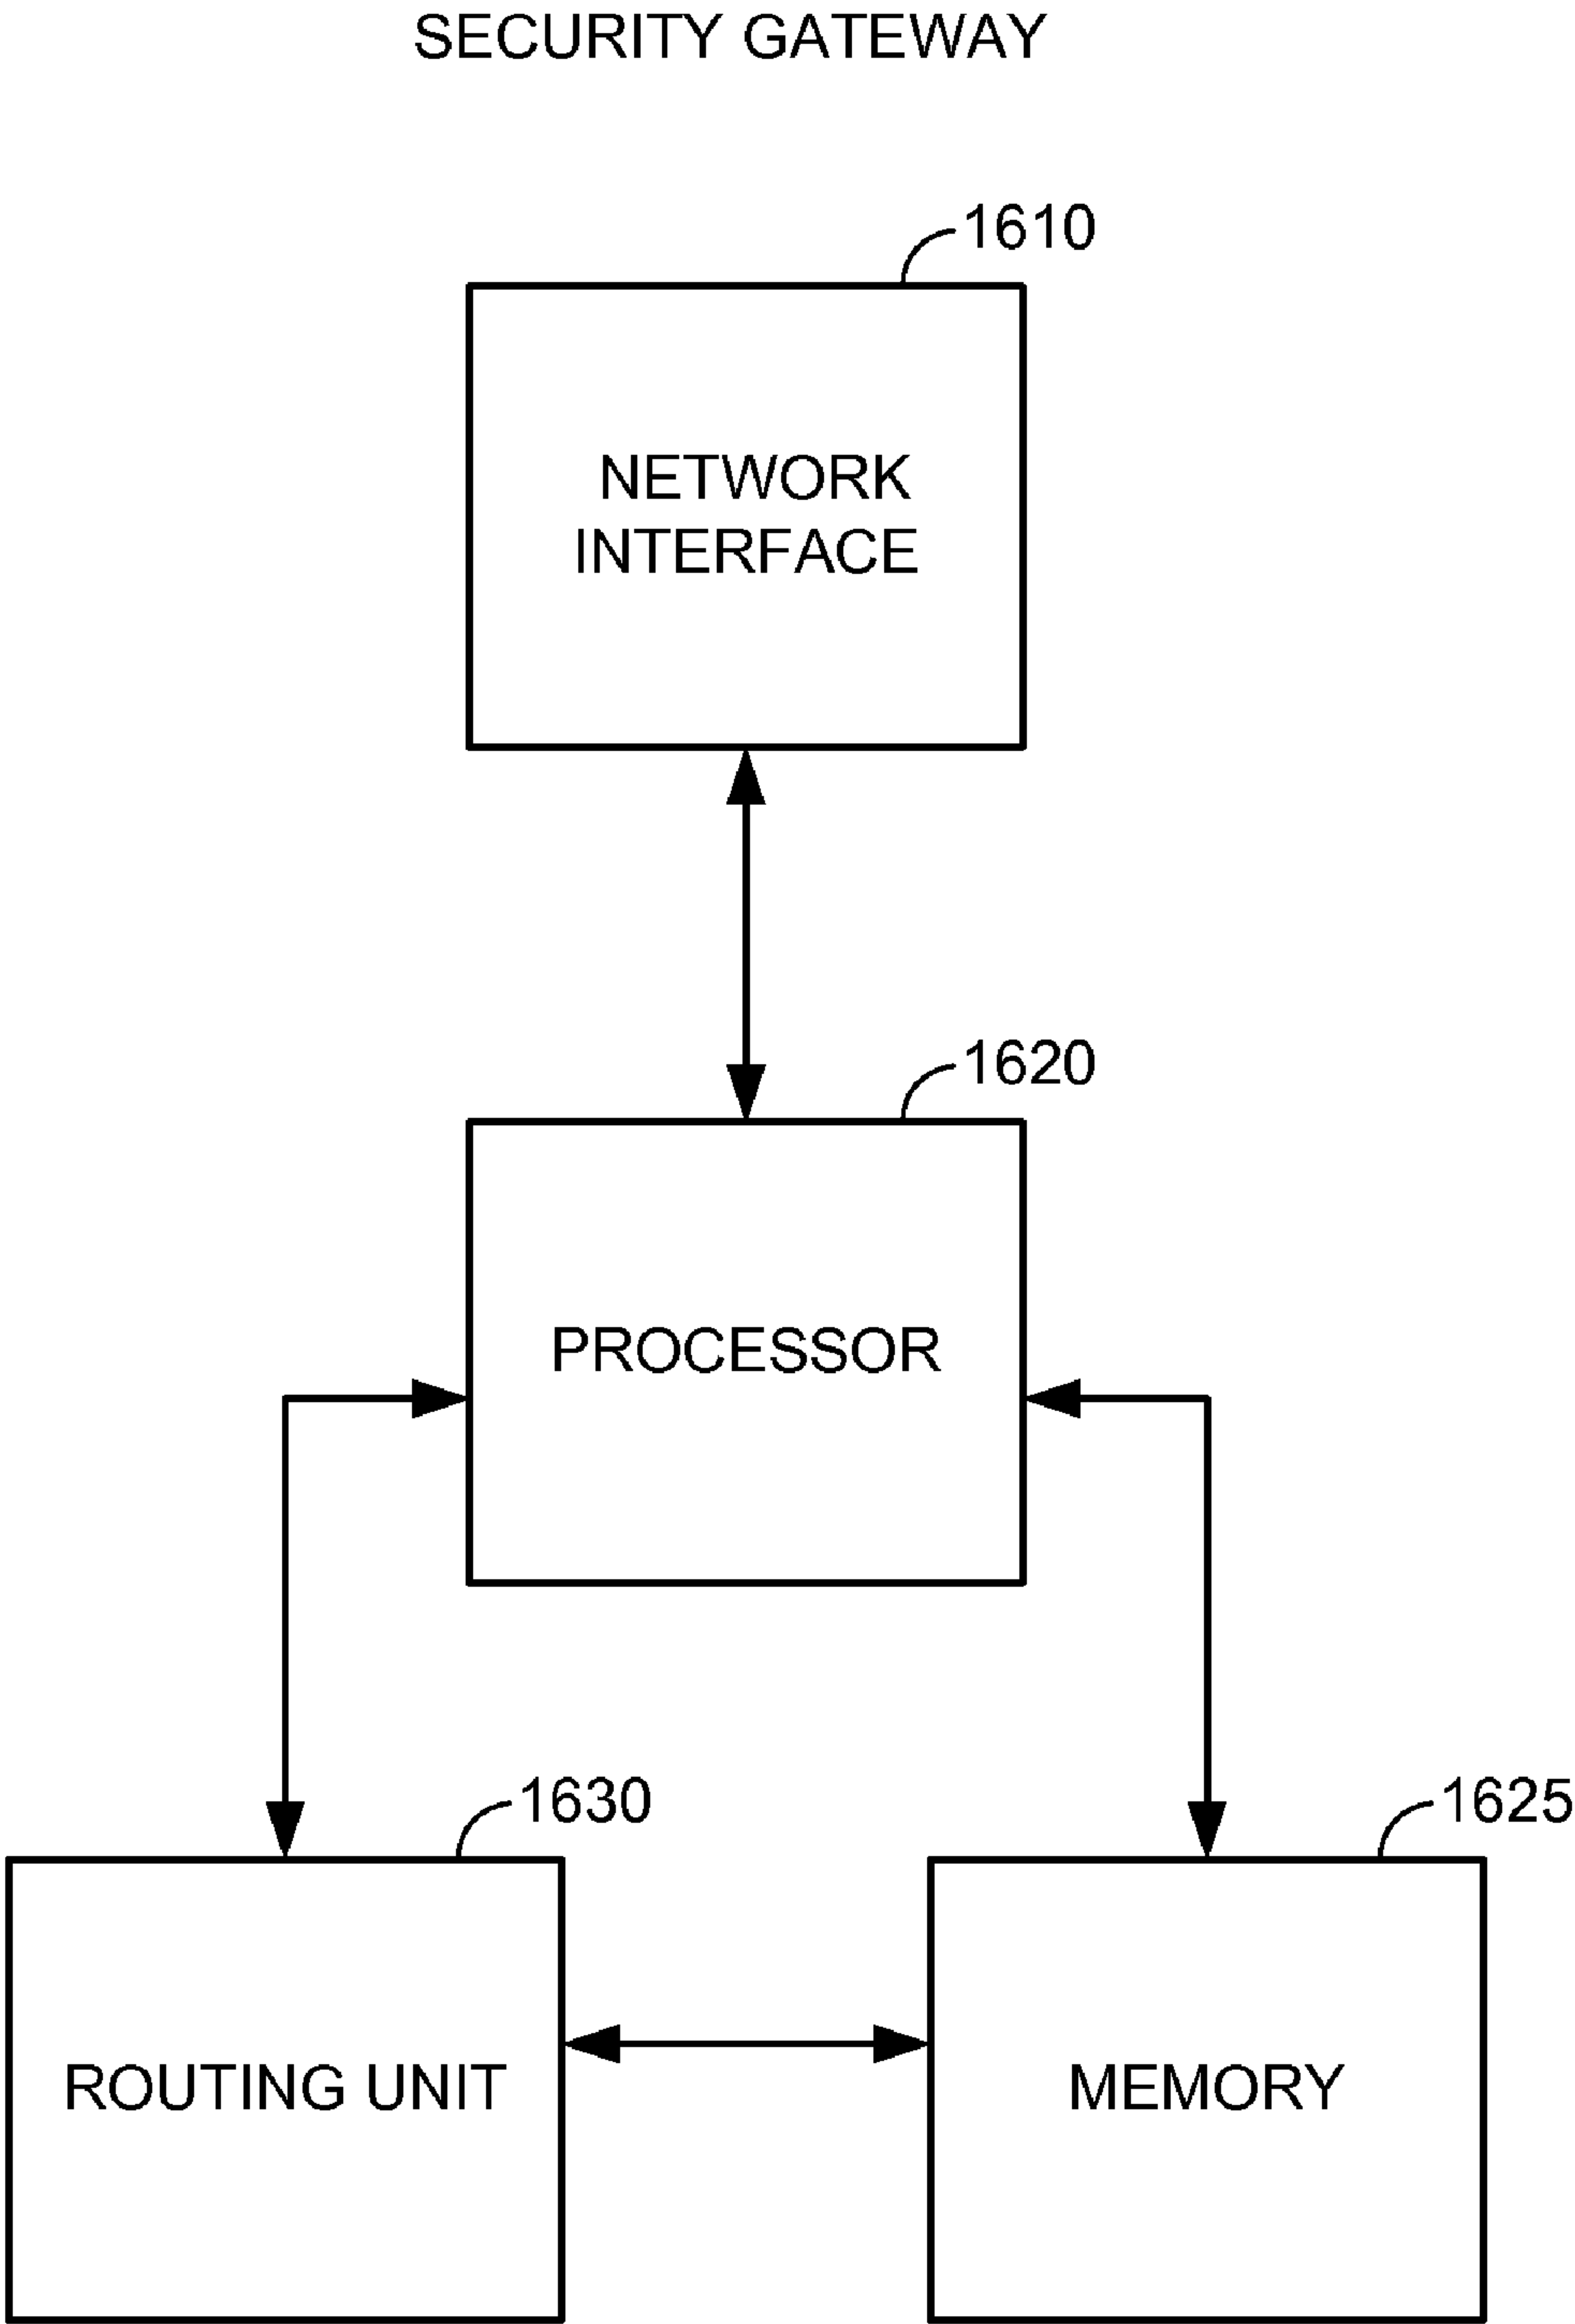 SECURITY GATEWAY
1610
NETWORK
INTERFACE
1620
PROCESSOR
1630
1625
ROUTING UNIT
MEMORY